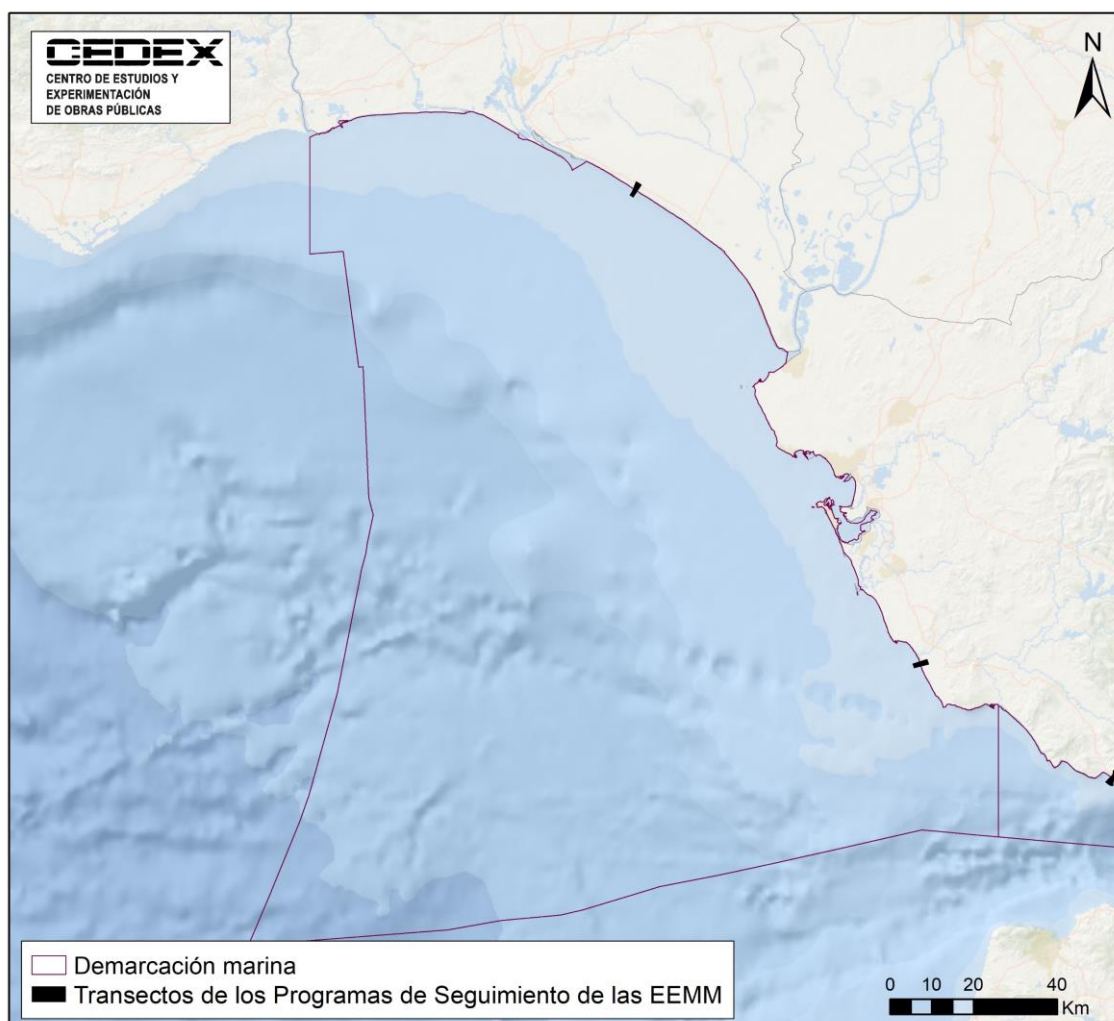 CEDEX
CENTRO DE ESTUDIOS Y
EXPERIMENTACIÓN
DE OBRAS PÚBLICAS
N
Demarcación marina
Transectos de los Programas de Seguimiento de las EEMM
0 10 20 40
Km